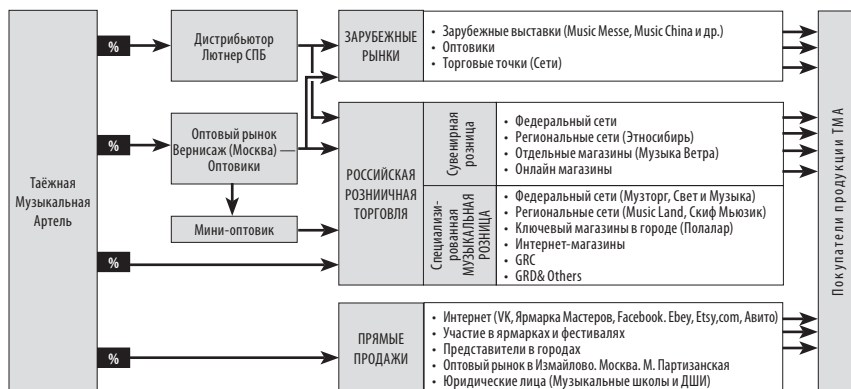 Таёжная
Музыкальная
Артель
%
%
%
%
Дистрибьютор
Лютнер СПБ
Оптовый рынок
Вернисаж (Москва) —
Оптовики
Мини-оптовик
ЗАРУБЕЖНЫЕ
РЫНКИ
• Зарубежные выставки (Music Messe, Music China и др.)
• Оптовики
• Торговые точки (Сети)
РОССИЙСКАЯ
РОЗНИЧНАЯ
ТОРГОВЛЯ
Сувенирная
розница
• Федеральный сети
• Региональные сети (Этносибирь)
• Отдельные магазины (Музыка Ветра)
• Онлайн магазины
Специализи-
рованная
МУЗЫКАЛЬНАЯ
РОЗНИЦА
• Федеральный сети (Музторг, Свет и Музыка)
• Региональные сети (Music Land, Скиф Мьюзик)
• Ключевый магазины в городе (Полалар)
• Интернет-магазины
• GRC
• GRD& Others
ПРЯМЫЕ
ПРОДАЖИ
• Интернет (VK, Ярмарка Мастеров, Facebook. Ebey, Etsy,com, Авито)
• Участие в ярмарках и фестивалях
• Представители в городах
• Оптовый рынок в Измайлово. Москва. М. Партизанская
• Юридические лица (Музыкальные школы и ДШИ)
Покупатели продукции ТМА